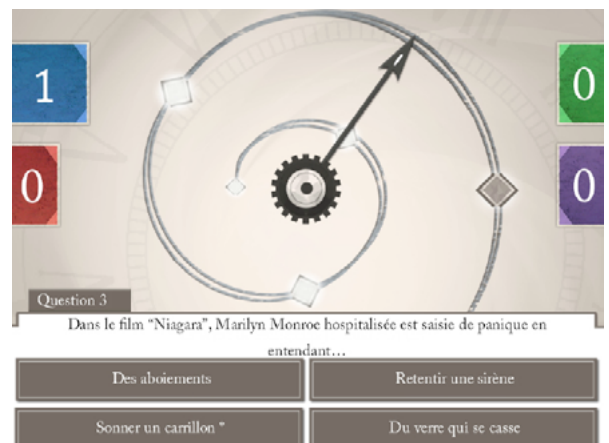 1
0
0
0
Question 3
Dans le film "Niagara", Marilyn Monroe hospitalisée est saisie de panique en
entendant…
Des aboiements
Retentir une sirène
Sonner un carrillon *
Du verre qui se casse